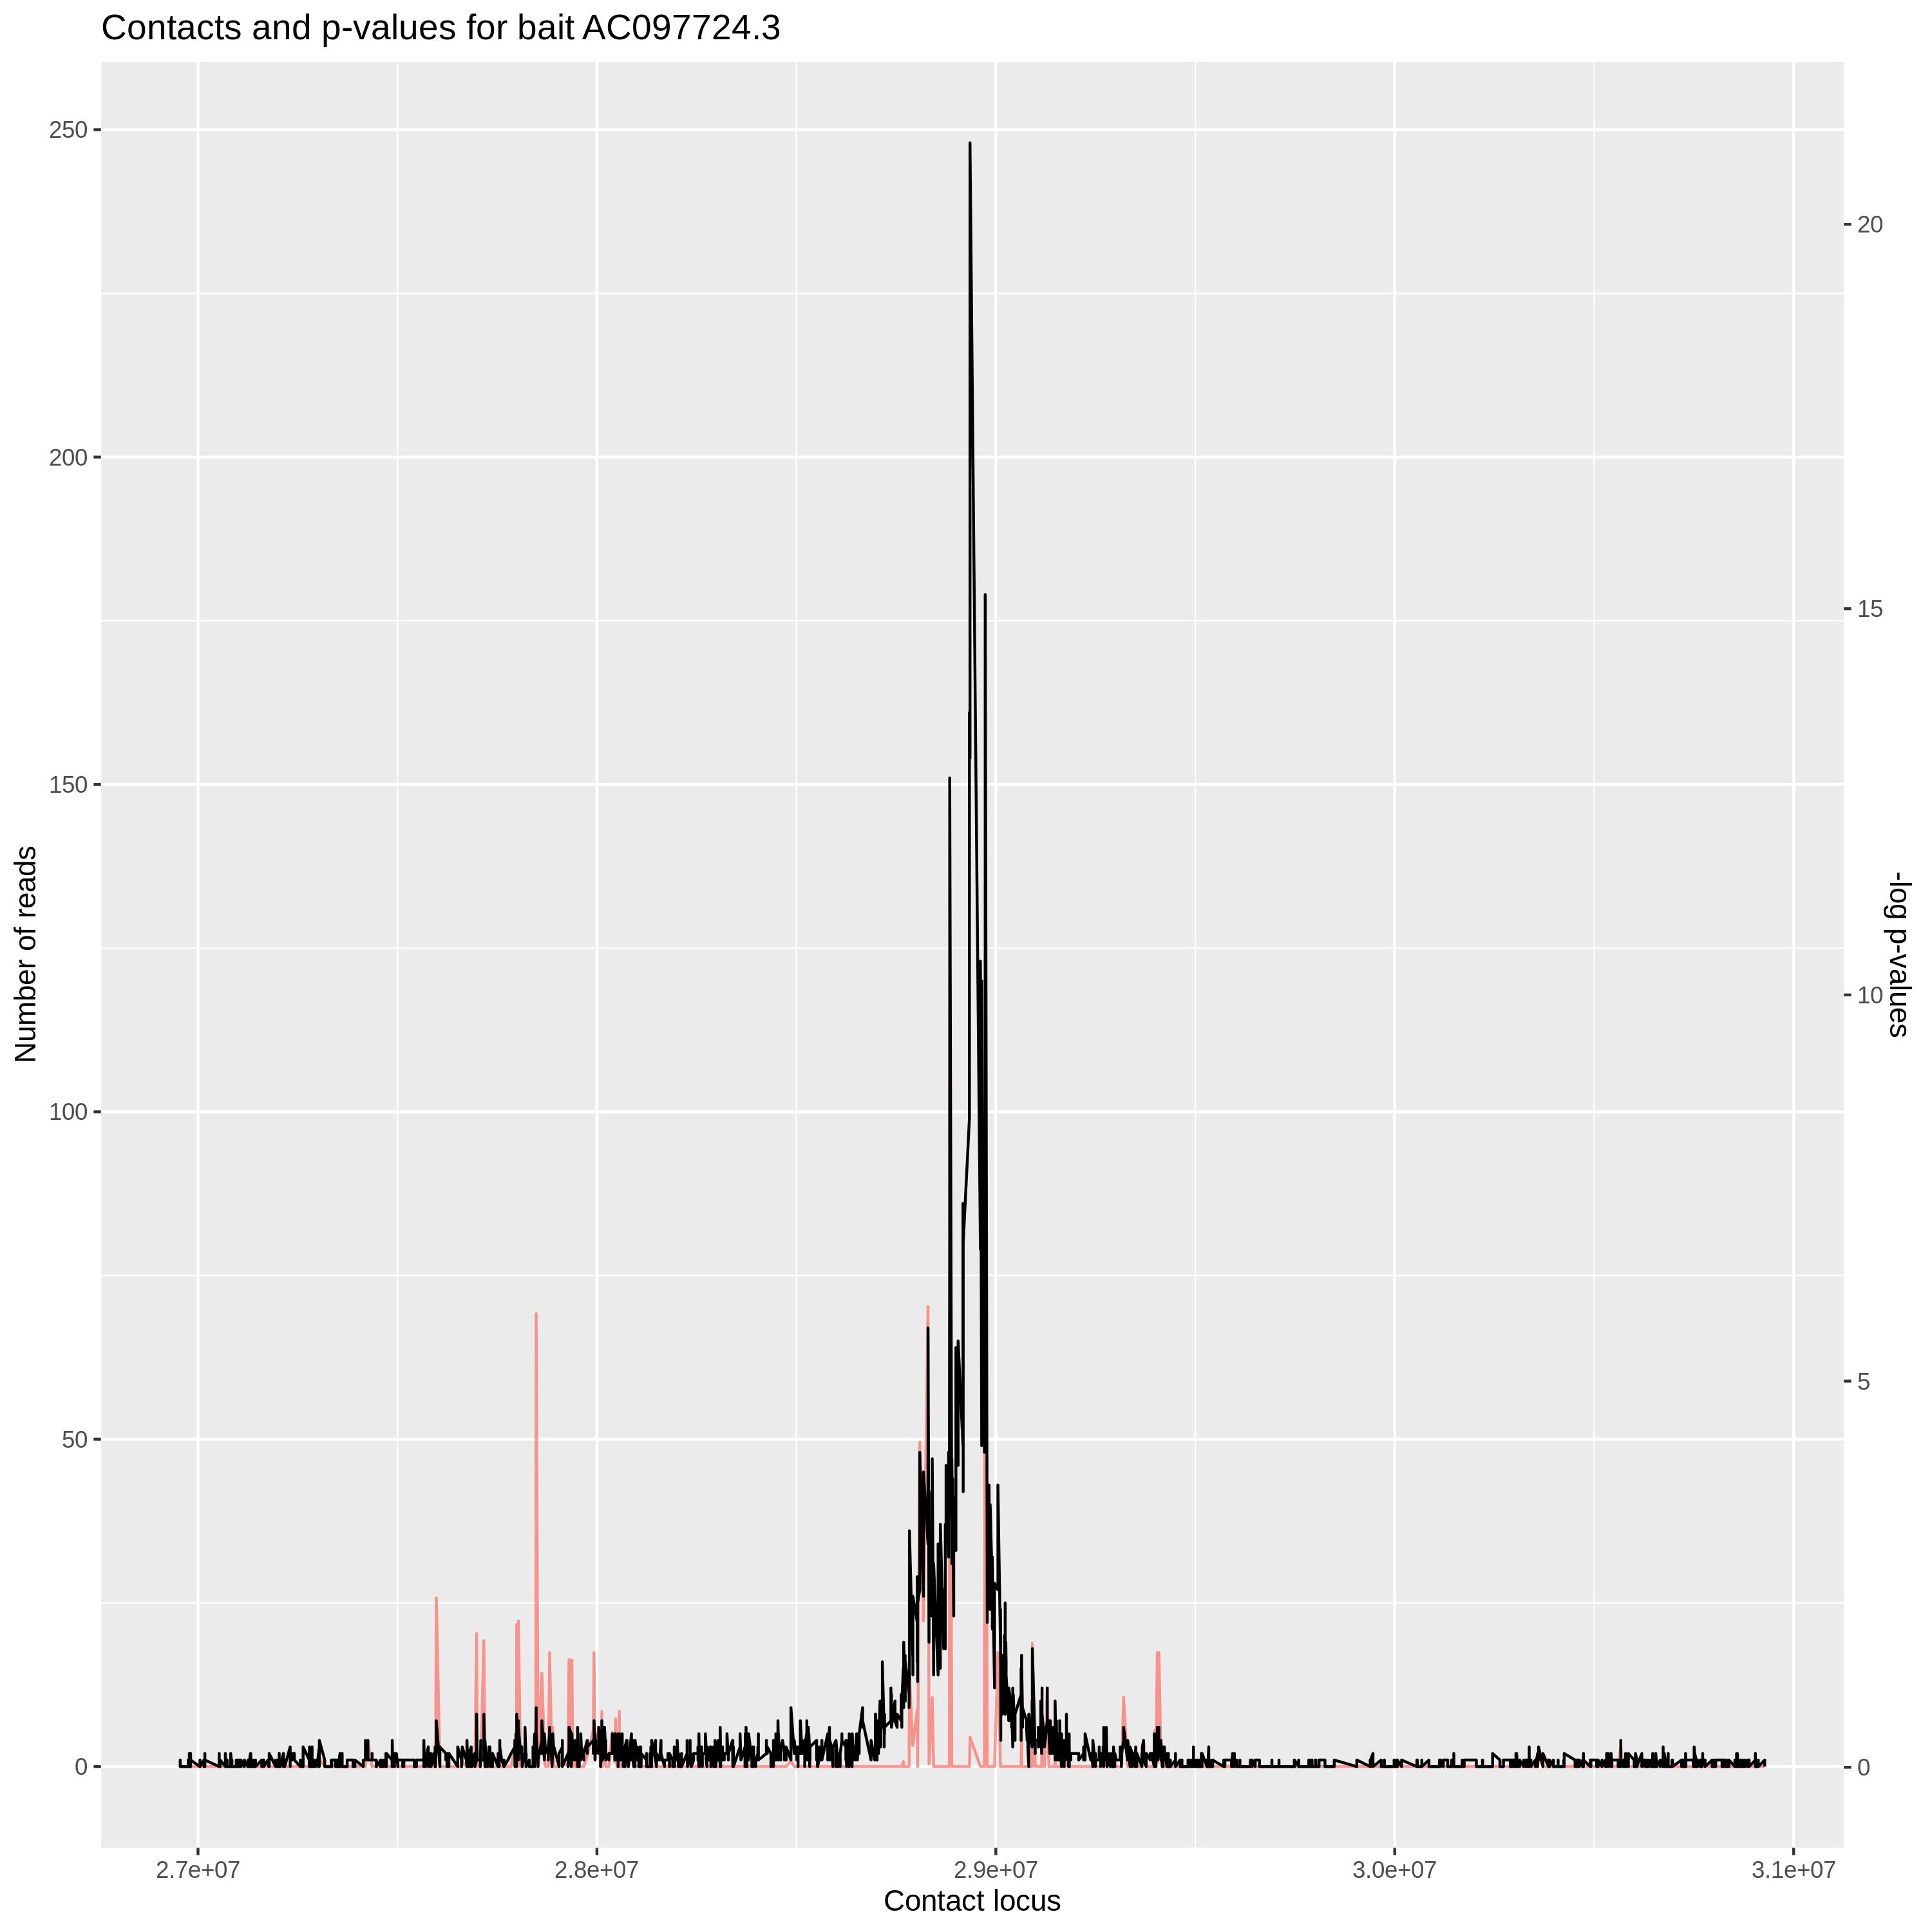 Contacts and p-values for bait AC097724.3
250
200
150
100
50
0
Number of reads
20
15
10
5
0
-log p-values
2.7e+07
2.8e+07
2.9e+07
3.0e+07
3.1e+07
Contact locus